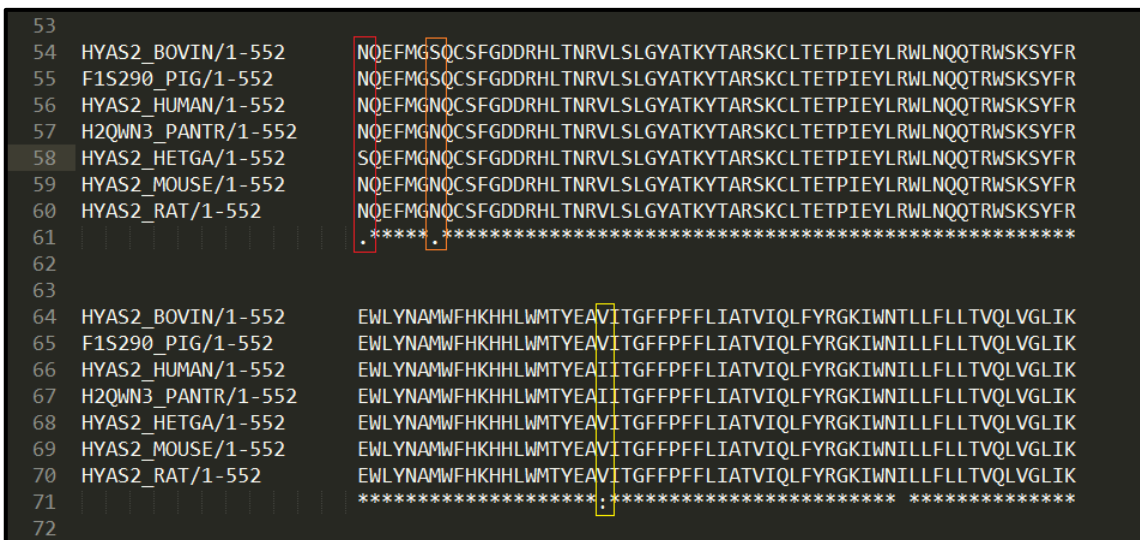 53
54 HYAS2_BOVIN/1-552 NQEFMGSQCSFGDDRHLTNRVLSLGYATKYTARSKCLTETPIEYLRWLNQQTRWSKSYFR
55 F1S290_PIG/1-552 NQEFMGSQCSFGDDRHLTNRVLSLGYATKYTARSKCLTETPIEYLRWLNQQTRWSKSYFR
56 HYAS2_HUMAN/1-552 NQEFMGNQCSFGDDRHLTNRVLSLGYATKYTARSKCLTETPIEYLRWLNQQTRWSKSYFR
57 H2QWN3_PANTR/1-552 NQEFMGNQCSFGDDRHLTNRVLSLGYATKYTARSKCLTETPIEYLRWLNQQTRWSKSYFR
58 HYAS2_HETGA/1-552 SQEFMGNQCSFGDDRHLTNRVLSLGYATKYTARSKCLTETPIEYLRWLNQQTRWSKSYFR
59 HYAS2_MOUSE/1-552 NQEFMGNQCSFGDDRHLTNRVLSLGYATKYTARSKCLTETPIEYLRWLNQQTRWSKSYFR
60 HYAS2_RAT/1-552 NQEFMGNQCSFGDDRHLTNRVLSLGYATKYTARSKCLTETPIEYLRWLNQQTRWSKSYFR
61 .*****.*****************************************************
62
63
64 HYAS2_BOVIN/1-552 EWLYNAMWFHKHHLWMTYEAVITGFFPFFLIATVIQLFYRGKIWNTLLFLLTVQLVGLIK
65 F1S290_PIG/1-552 EWLYNAMWFHKHHLWMTYEAVITGFFPFFLIATVIQLFYRGKIWNILLFLLTVQLVGLIK
66 HYAS2_HUMAN/1-552 EWLYNAMWFHKHHLWMTYEAIITGFFPFFLIATVIQLFYRGKIWNILLFLLTVQLVGLIK
67 H2QWN3_PANTR/1-552 EWLYNAMWFHKHHLWMTYEAIITGFFPFFLIATVIQLFYRGKIWNILLFLLTVQLVGLIK
68 HYAS2_HETGA/1-552 EWLYNAMWFHKHHLWMTYEAVITGFFPFFLIATVIQLFYRGKIWNILLFLLTVQLVGLIK
69 HYAS2_MOUSE/1-552 EWLYNAMWFHKHHLWMTYEAVITGFFPFFLIATVIQLFYRGKIWNILLFLLTVQLVGLIK
70 HYAS2_RAT/1-552 EWLYNAMWFHKHHLWMTYEAVITGFFPFFLIATVIQLFYRGKIWNILLFLLTVQLVGLIK
71 ********************:************************ **************
72